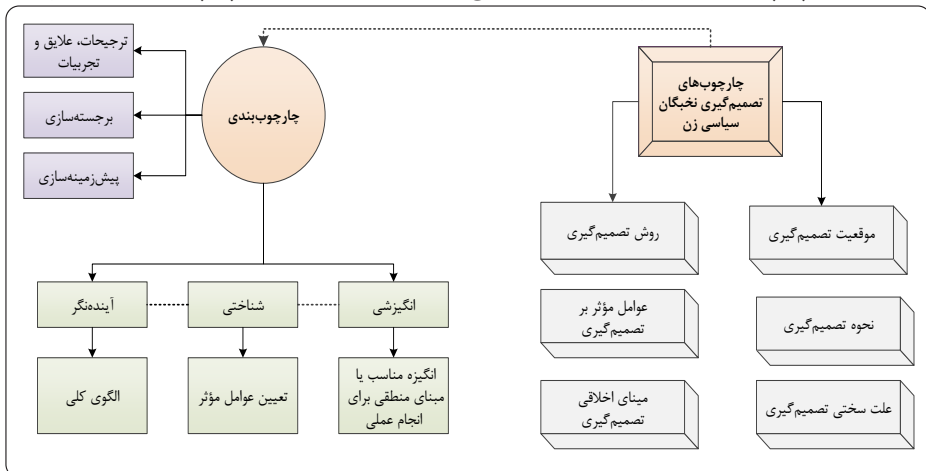 چارچوب‌های
تصمیم‌گیری نخبگان
سیاسی زن
موقعیت تصمیم‌گیری
نحوه تصمیم‌گیری
علت سختی تصمیم‌گیری
روش تصمیم‌گیری
عوامل مؤثر بر
تصمیم‌گیری
مبنای اخلاقی
تصمیم‌گیری
چارچوب‌بندی
ترجیحات، علایق و
تجربیات
برجسته‌سازی
پیش‌زمینه‌سازی
انگیزشی
شناختی
آینده‌نگر
انگیزه مناسب یا
مبنای منطقی برای
انجام عملی
تعیین عوامل مؤثر
الگوی کلی